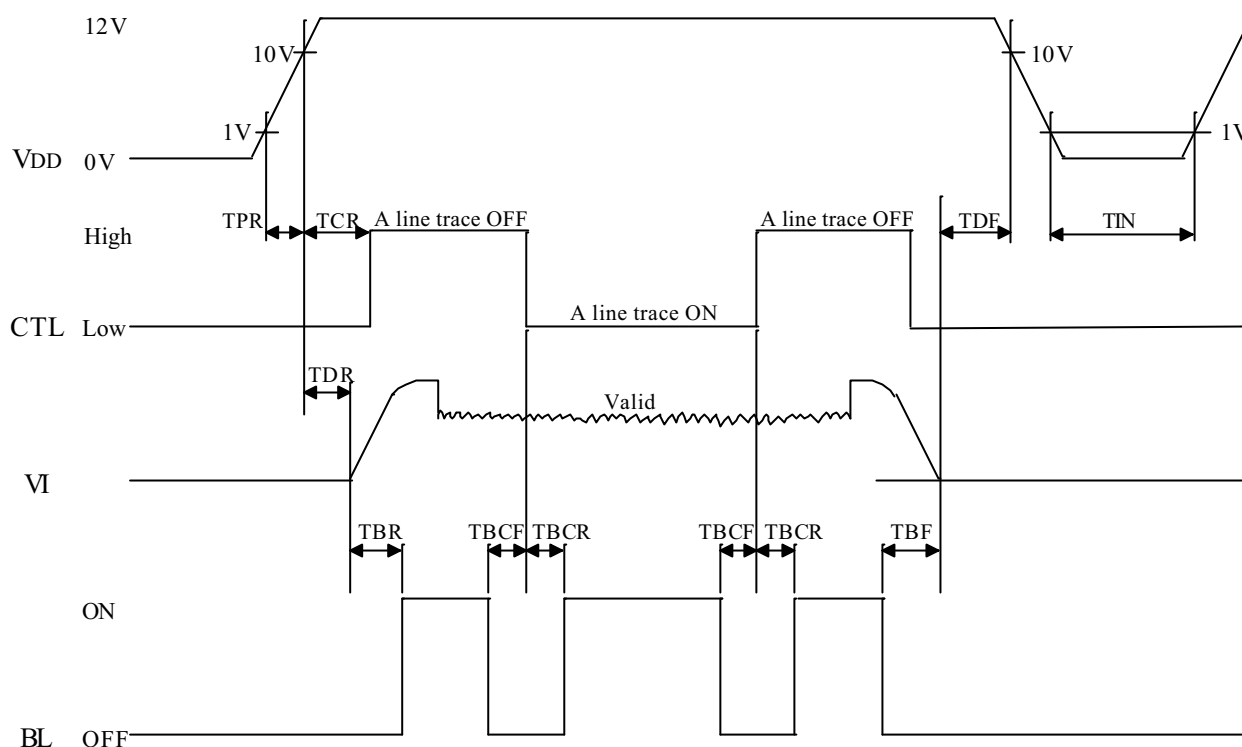 12V
10V
10V
1V
1V
VDD 0V
TPR TCR A line trace OFF A line trace OFF TDF TIN
High
CTL Low A line trace ON
TDR
Valid
VI
TBR TBCF TBCR TBCF TBCR TBF
ON
BL OFF